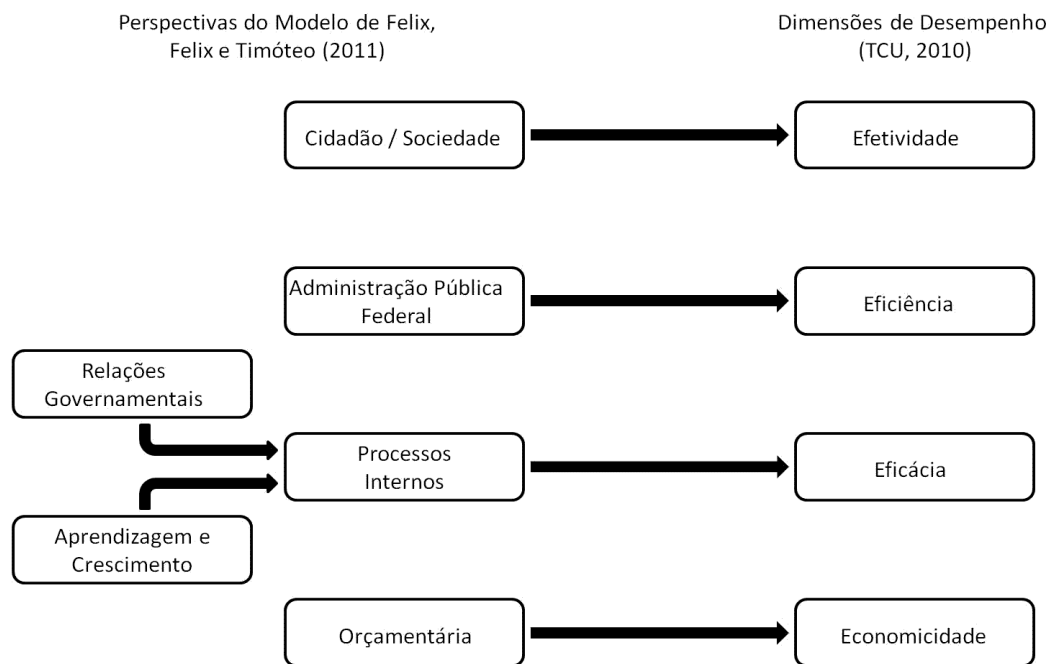 Perspectivas do Modelo de Felix,
Felix e Timóteo (2011)
Dimensões de Desempenho
(TCU, 2010)
Cidadão / Sociedade
Efetividade
Administração Pública
Federal
Eficiência
Relações
Governamentais
Processos
Internos
Eficácia
Aprendizagem e
Crescimento
Orçamentária
Economicidade